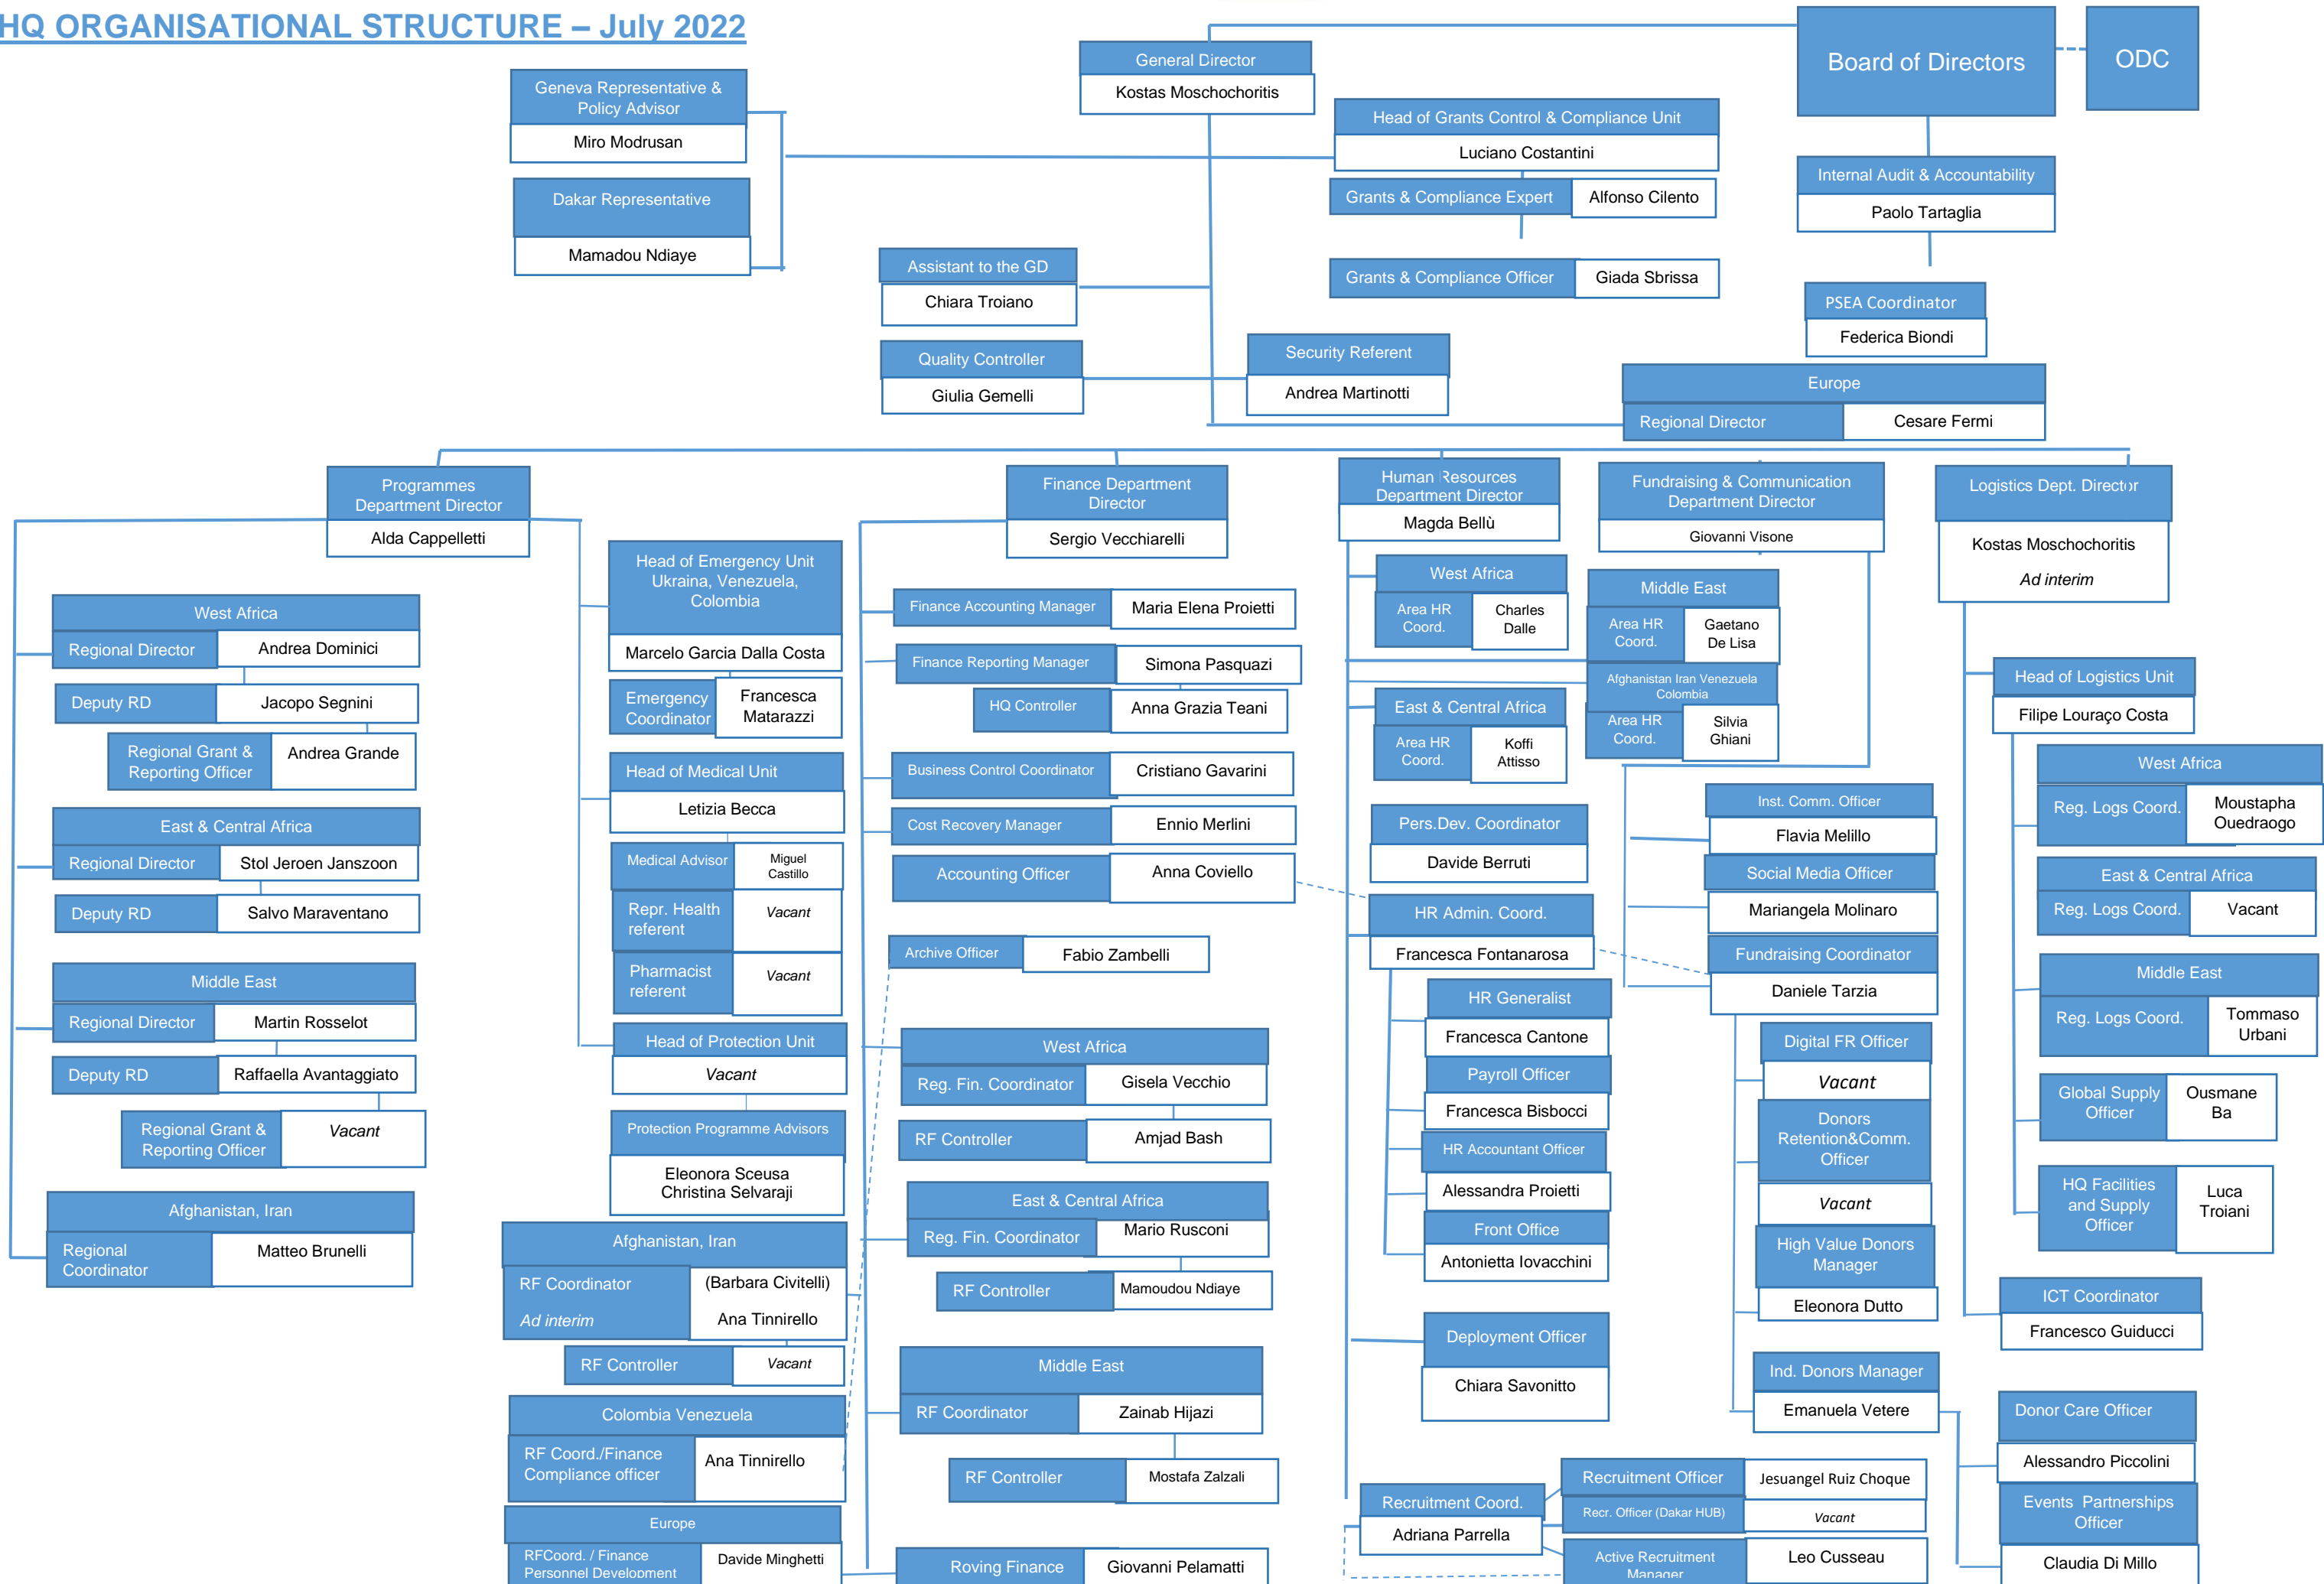 HQ ORGANISATIONAL STRUCTURE – July 2022
Board of Directors
ODC
General Director
Kostas Moschochoritis
Geneva Representative &
Policy Advisor
Miro Modrusan
Dakar Representative
Mamadou Ndiaye
Head of Grants Control & Compliance Unit
Luciano Costantini
Grants & Compliance Expert
Alfonso Cilento
Grants & Compliance Officer
Giada Sbrissa
Internal Audit & Accountability
Paolo Tartaglia
PSEA Coordinator
Federica Biondi
Assistant to the GD
Chiara Troiano
Quality Controller
Giulia Gemelli
Security Referent
Andrea Martinotti
Europe
Regional Director
Cesare Fermi
Programmes
Department Director
Alda Cappelletti
West Africa
Regional Director
Andrea Dominici
Deputy RD
Jacopo Segnini
Regional Grant &
Reporting Officer
Andrea Grande
East & Central Africa
Regional Director
Stol Jeroen Janszoon
Deputy RD
Salvo Maraventano
Middle East
Regional Director
Martin Rosselot
Deputy RD
Raffaella Avantaggiato
Regional Grant &
Reporting Officer
Vacant
Afghanistan, Iran
Regional
Coordinator
Matteo Brunelli
Head of Emergency Unit
Ukraina, Venezuela,
Colombia
Marcelo Garcia Dalla Costa
Emergency
Coordinator
Francesca
Matarazzi
Head of Medical Unit
Letizia Becca
Medical Advisor
Miguel
Castillo
Repr. Health
referent
Vacant
Pharmacist
referent
Vacant
Head of Protection Unit
Vacant
Protection Programme Advisors
Eleonora Sceusa
Christina Selvaraji
Finance Department
Director
Sergio Vecchiarelli
Finance Accounting Manager
Maria Elena Proietti
Finance Reporting Manager
Simona Pasquazi
HQ Controller
Anna Grazia Teani
Business Control Coordinator
Cristiano Gavarini
Cost Recovery Manager
Ennio Merlini
Accounting Officer
Anna Coviello
Archive Officer
Fabio Zambelli
West Africa
Reg. Fin. Coordinator
Gisela Vecchio
RF Controller
Amjad Bash
East & Central Africa
Reg. Fin. Coordinator
Mario Rusconi
RF Controller
Mamoudou Ndiaye
Middle East
RF Coordinator
Zainab Hijazi
RF Controller
Mostafa Zalzali
Roving Finance
Giovanni Pelamatti
Afghanistan, Iran
RF Coordinator
Ad interim
(Barbara Civitelli)
Ana Tinnirello
RF Controller
Vacant
Colombia Venezuela
RF Coord./Finance
Compliance officer
Ana Tinnirello
Europe
RFCoord. / Finance
Personnel Development
Davide Minghetti
Human Resources
Department Director
Magda Bellù
West Africa
Area HR
Coord.
Charles
Dalle
Middle East
Area HR
Coord.
Gaetano
De Lisa
Afghanistan Iran Venezuela
Colombia
Area HR
Coord.
Silvia
Ghiani
East & Central Africa
Area HR
Coord.
Koffi
Attisso
Pers.Dev. Coordinator
Davide Berruti
HR Admin. Coord.
Francesca Fontanarosa
HR Generalist
Francesca Cantone
Payroll Officer
Francesca Bisbocci
HR Accountant Officer
Alessandra Proietti
Front Office
Antonietta Iovacchini
Deployment Officer
Chiara Savonitto
Recruitment Coord.
Adriana Parrella
Recruitment Officer
Jesuangel Ruiz Choque
Recr. Officer (Dakar HUB)
Vacant
Active Recruitment
Manager
Leo Cusseau
Fundraising & Communication
Department Director
Giovanni Visone
Inst. Comm. Officer
Flavia Melillo
Social Media Officer
Mariangela Molinaro
Fundraising Coordinator
Daniele Tarzia
Digital FR Officer
Vacant
Donors
Retention&Comm.
Officer
Vacant
High Value Donors
Manager
Eleonora Dutto
Ind. Donors Manager
Emanuela Vetere
Donor Care Officer
Alessandro Piccolini
Events Partnerships
Officer
Claudia Di Millo
Logistics Dept. Director
Kostas Moschochoritis
Ad interim
Head of Logistics Unit
Filipe Louraço Costa
West Africa
Reg. Logs Coord.
Moustapha
Ouedraogo
East & Central Africa
Reg. Logs Coord.
Vacant
Middle East
Reg. Logs Coord.
Tommaso
Urbani
Global Supply
Officer
Ousmane
Ba
HQ Facilities
and Supply
Officer
Luca
Troiani
ICT Coordinator
Francesco Guiducci